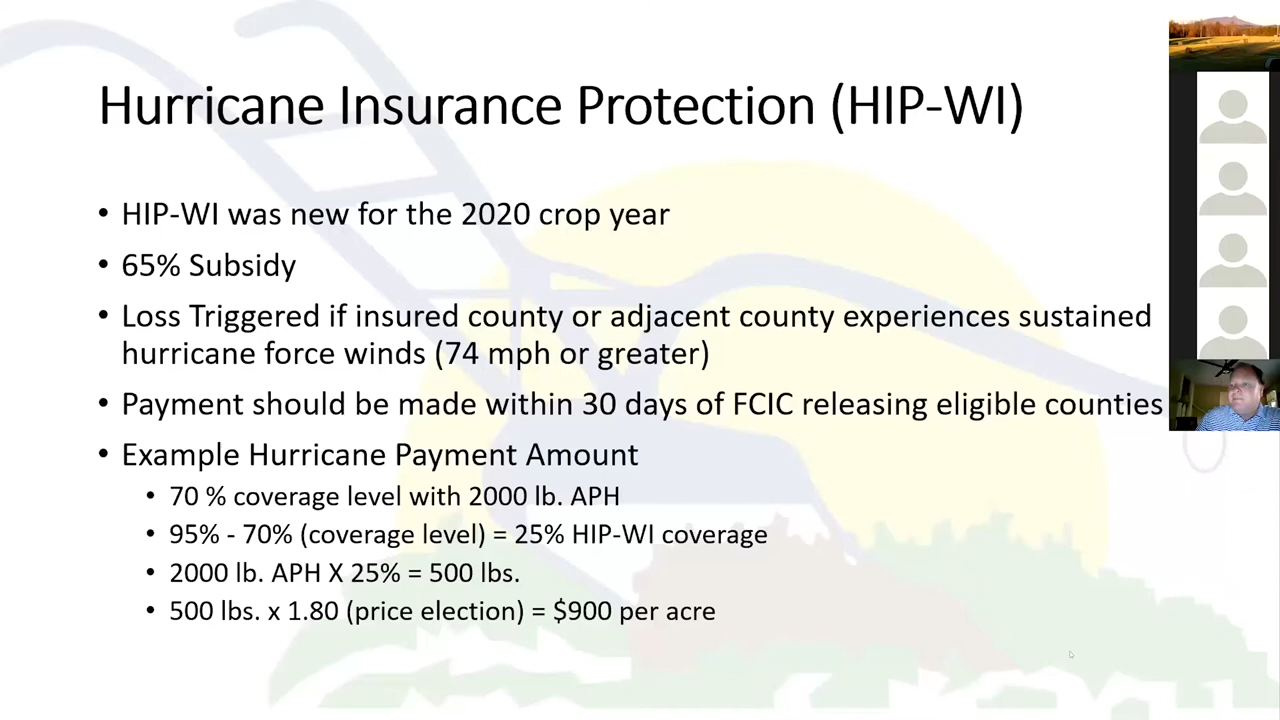 Hurricane Insurance Protection (HIP-WI)
• HIP-WI was new for the 2020 crop year
• 65% Subsidy
• Loss Triggered if insured county or adjacent county experiences sustained
hurricane force winds (74 mph or greater)
• Payment should be made within 30 days of FCIC releasing eligible counties
• Example Hurricane Payment Amount
• 70 % coverage level with 2000 lb. APH
• 95% - 70% (coverage level) = 25% HIP-WI coverage
• 2000 lb. APH X 25% = 500 lbs.
• 500 lbs. x 1.80 (price election) = $900 per acre